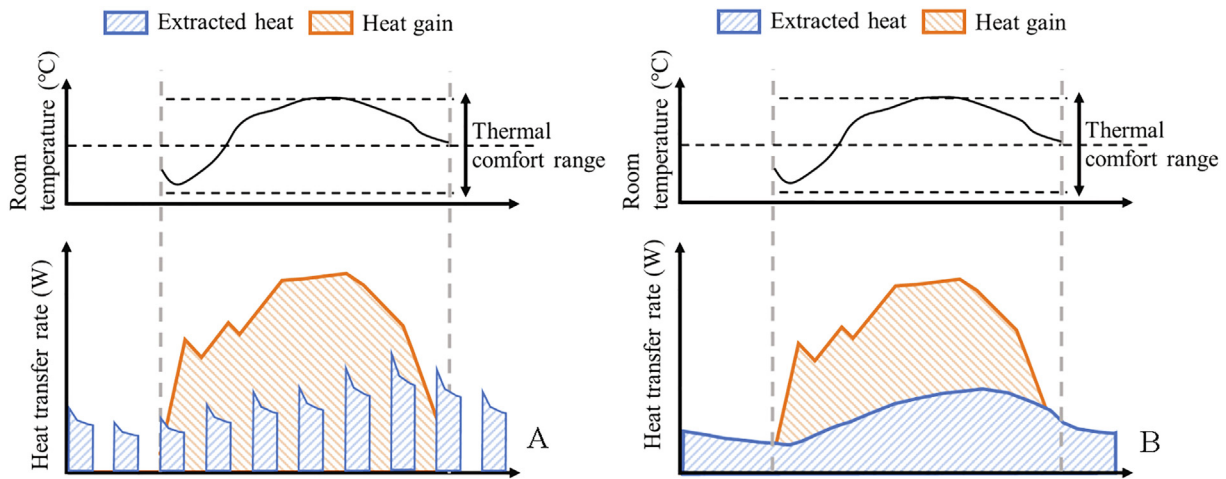 Extracted heat Heat gain
Room
temperature (°C)
Thermal
comfort range
Heat transfer rate (W)
A
Extracted heat Heat gain
Room
temperature (°C)
Thermal
comfort range
Heat transfer rate (W)
B